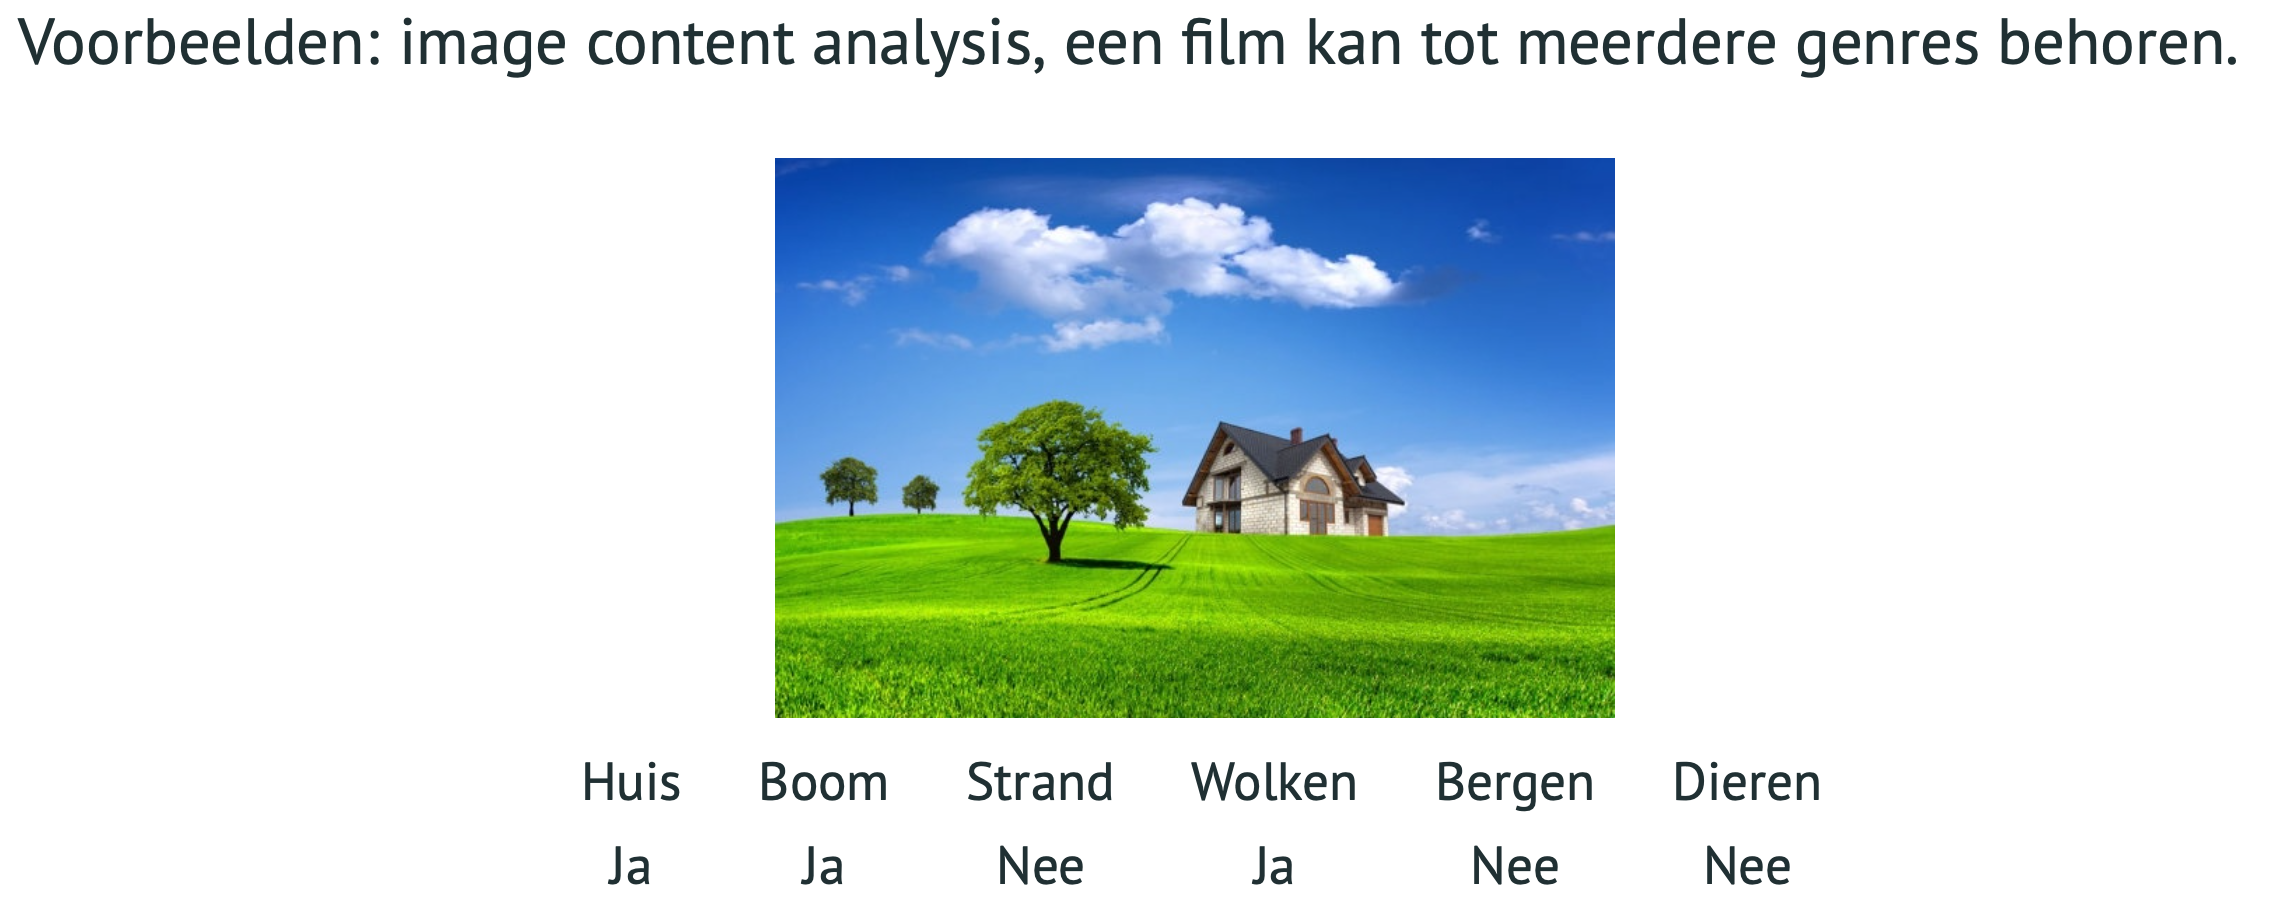 Voorbeelden: image content analysis, een film kan tot meerdere genres behoren.
Huis Boom Strand Wolken Bergen Dieren
Ja Ja Nee Ja Nee Nee